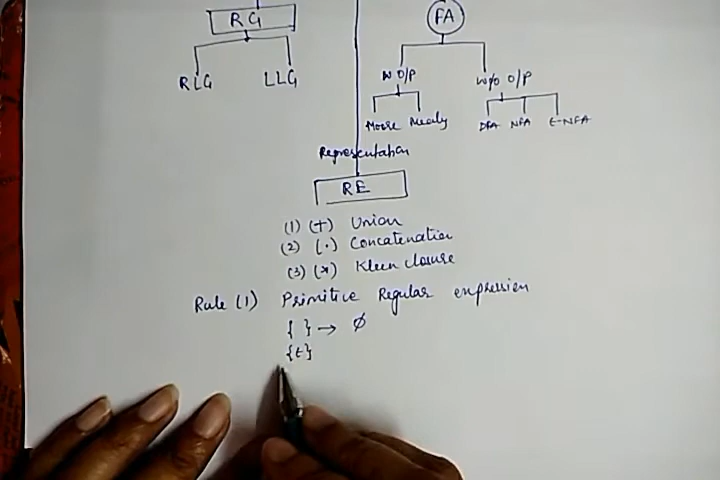 RG
FA
RLG LLG
W O/P W/o O/P
Moore Mealy DFA NFA E-NFA
Representation
RE
(1) (+) Union
(2) (.) Concatenation
(3) (*) Kleen closure
Rule (1) Primitive Regular expression
{ } → ϕ
{ε}